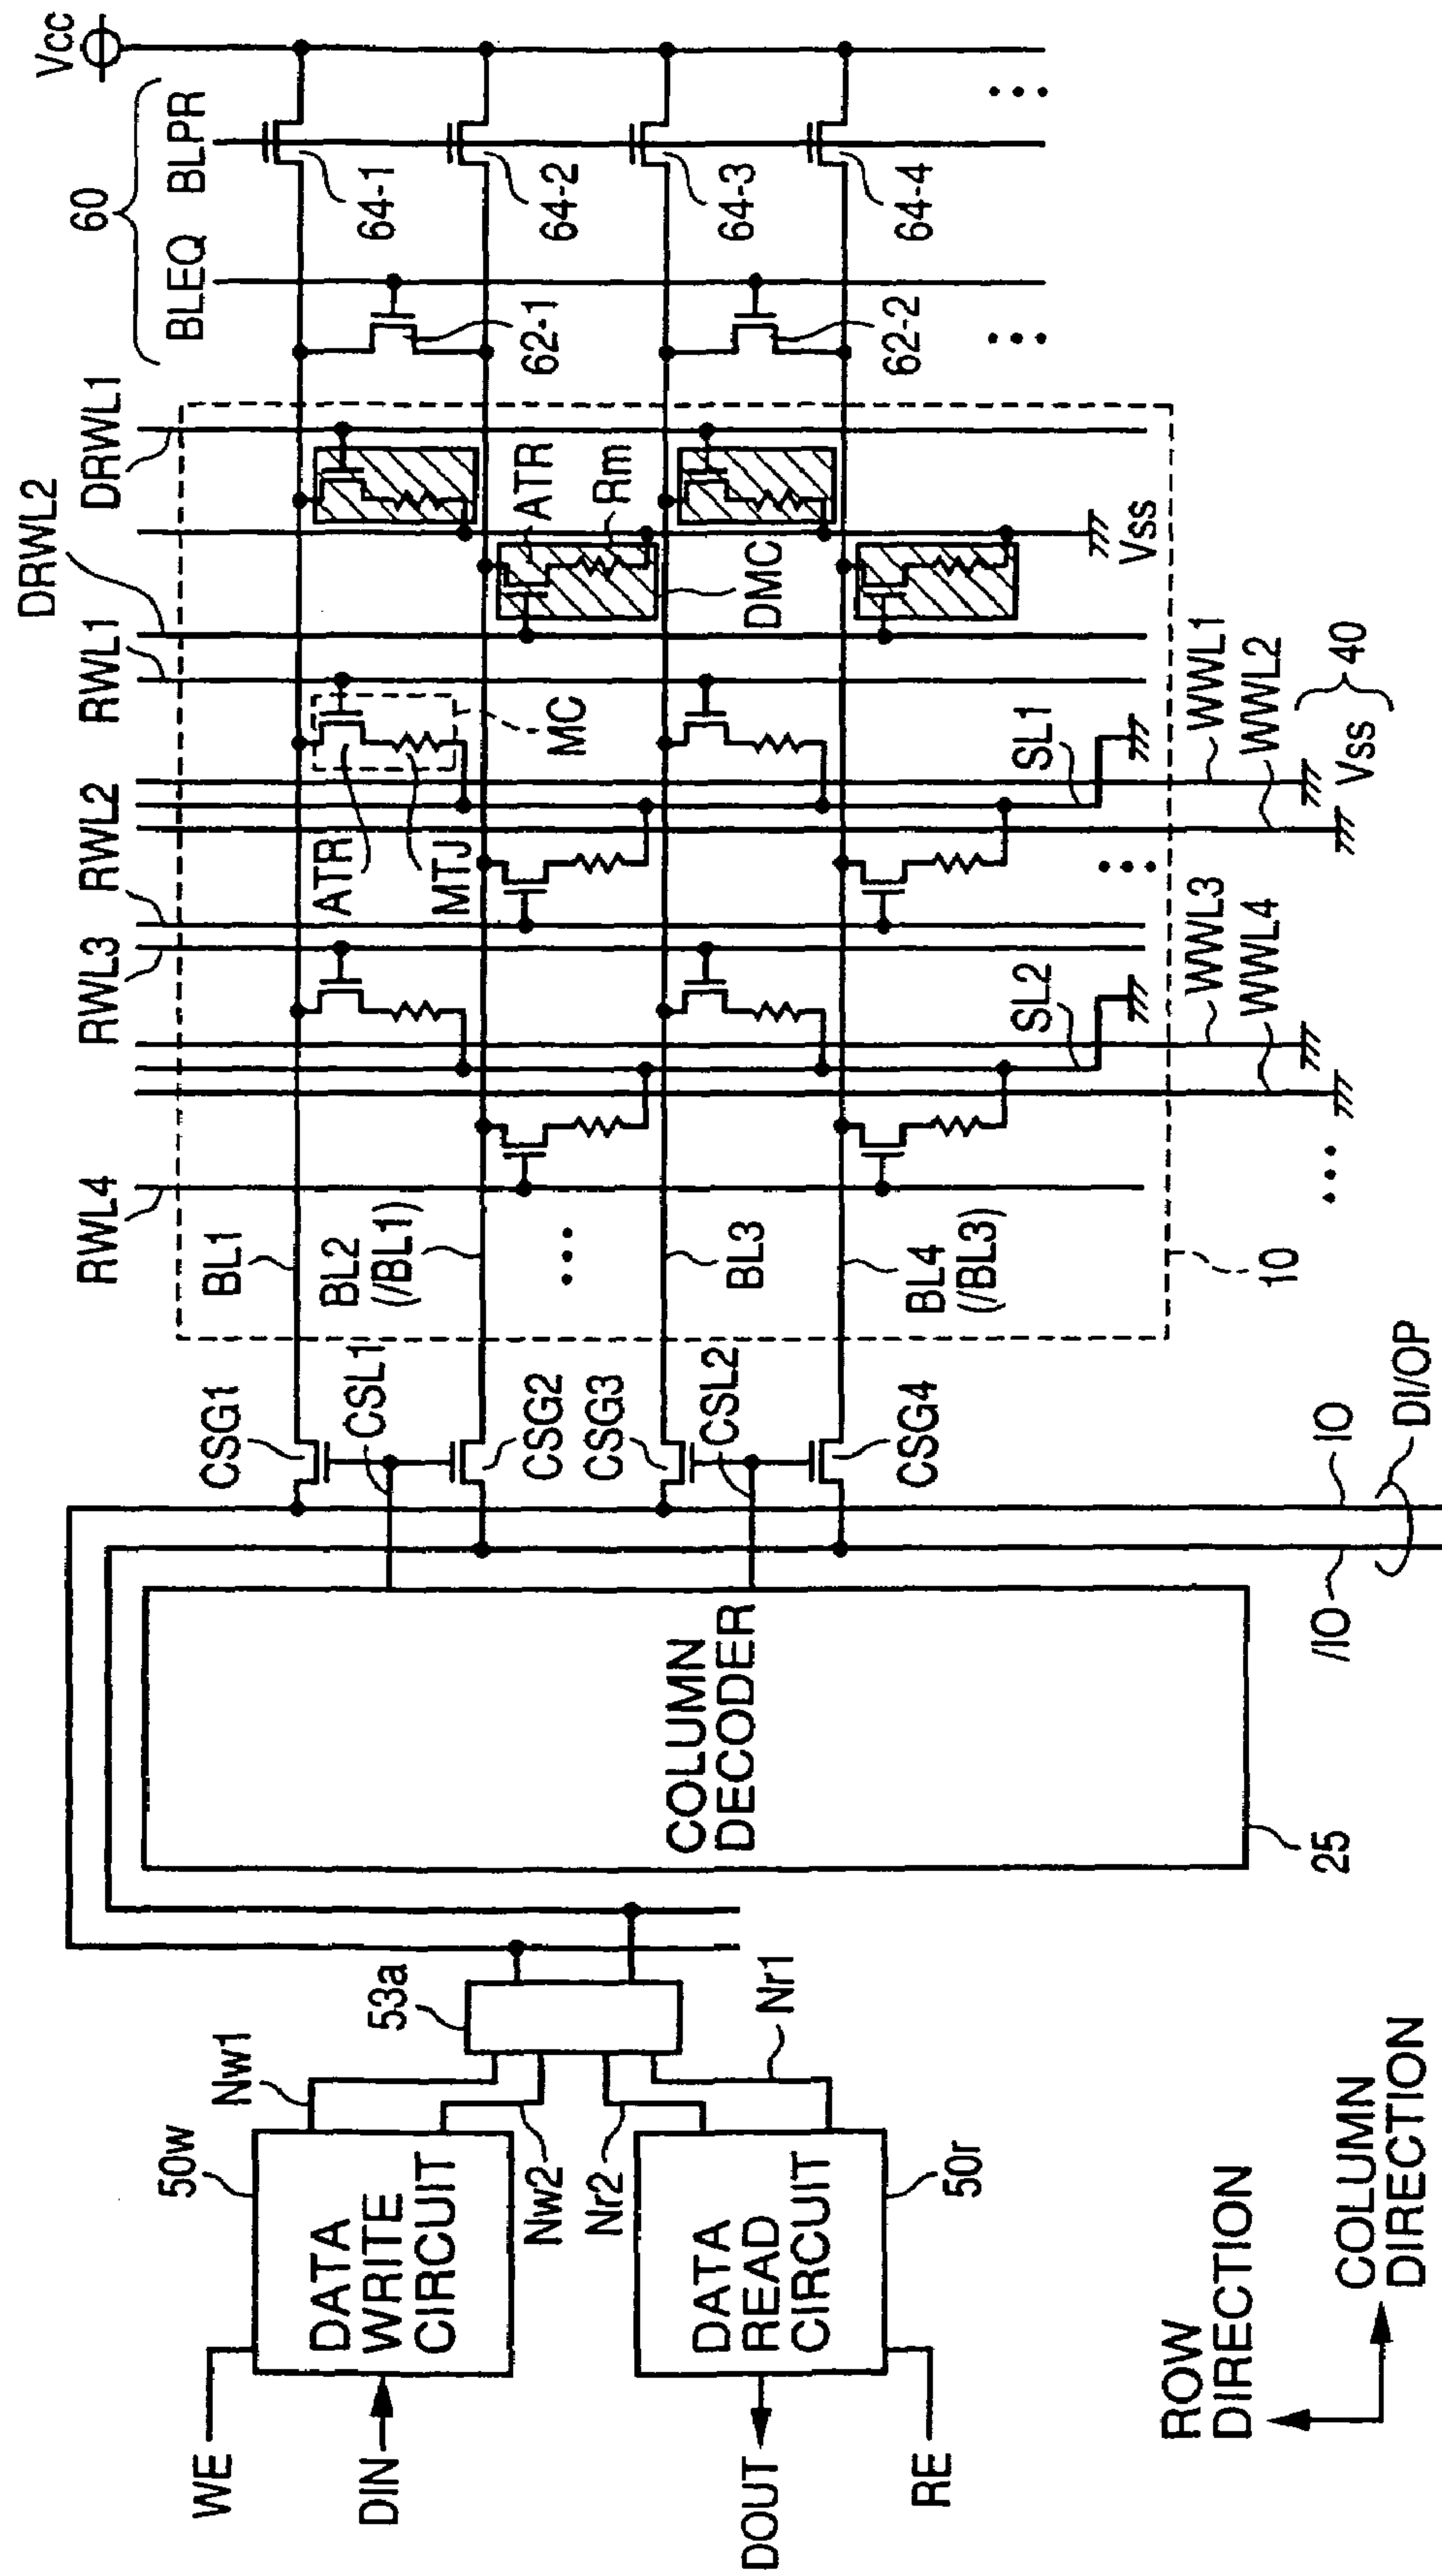 Vcc
60
BLEQ
BLPR
62-1
62-2
64-1
64-2
64-3
64-4
DRWL1
DRWL2
RWL1
RWL2
RWL3
RWL4
ATR
Rm
DMC
Vss
MC
ATR
MTJ
SL1
SL2
WWL1
WWL2
40
Vss
WWL3
WWL4
BL1
BL2
(/BL1)
BL3
BL4
(/BL3)
10
CSG1
CSL1
CSG2
CSG3
CSL2
CSG4
IO
/IO
DI/OP
COLUMN
DECODER
25
53a
Nw1
Nw2
Nr2
Nr1
50w
DATA
WRITE
CIRCUIT
50r
DATA
READ
CIRCUIT
WE
DIN
DOUT
RE
ROW
DIRECTION
COLUMN
DIRECTION